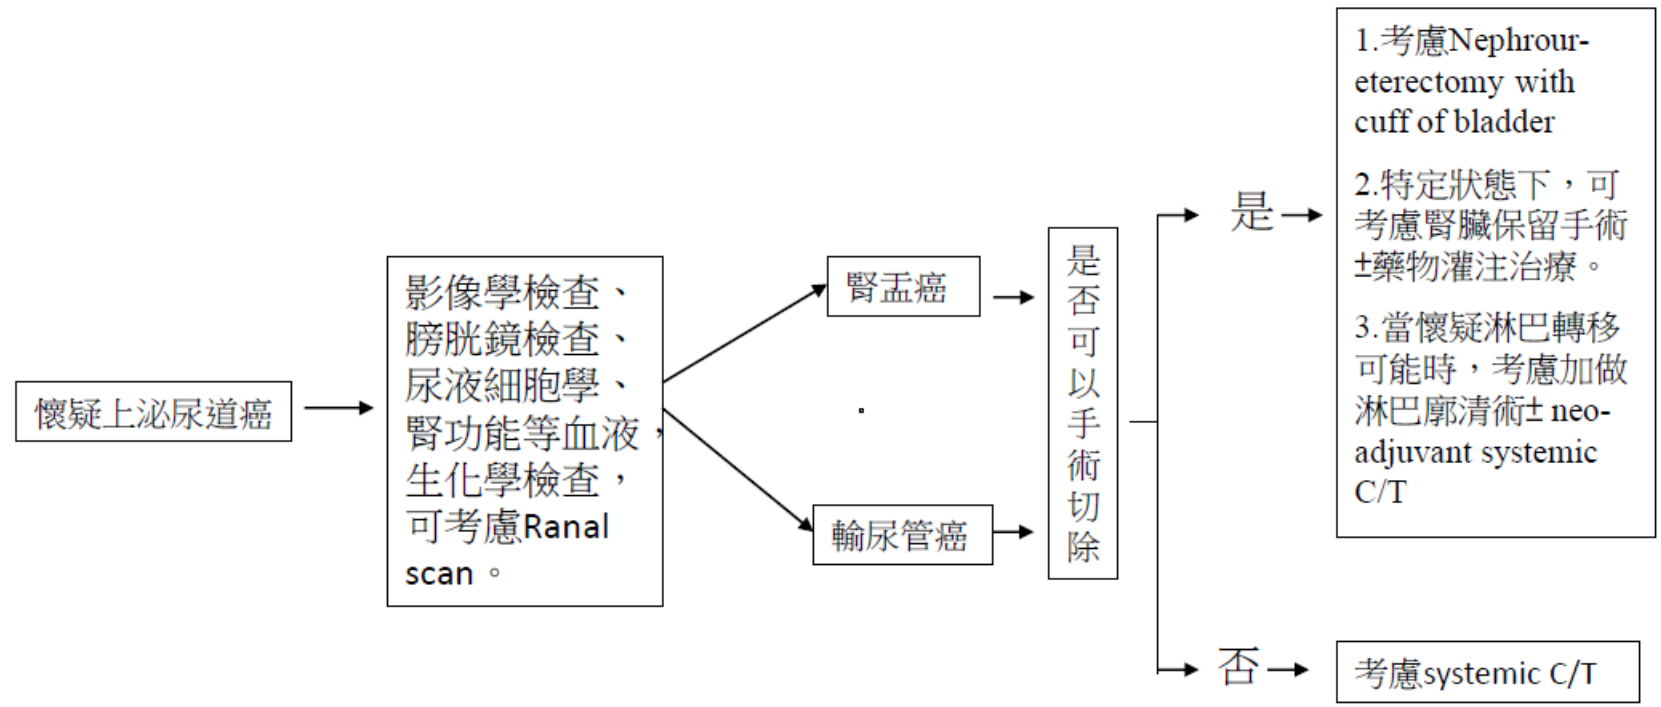 懷疑上泌尿道癌
影像學檢查、
膀胱鏡檢查、
尿液細胞學、
腎功能等血液，
生化學檢查，
可考慮Ranal
scan。
腎盂癌
輸尿管癌
是
否
可
以
手
術
切
除
是
1.考慮Nephrour-
eterectomy with
cuff of bladder
2.特定狀態下，可
考慮腎臟保留手術
±藥物灌注治療。
3.當懷疑淋巴轉移
可能時，考慮加做
淋巴廓清術± neo-
adjuvant systemic
C/T
否
考慮systemic C/T